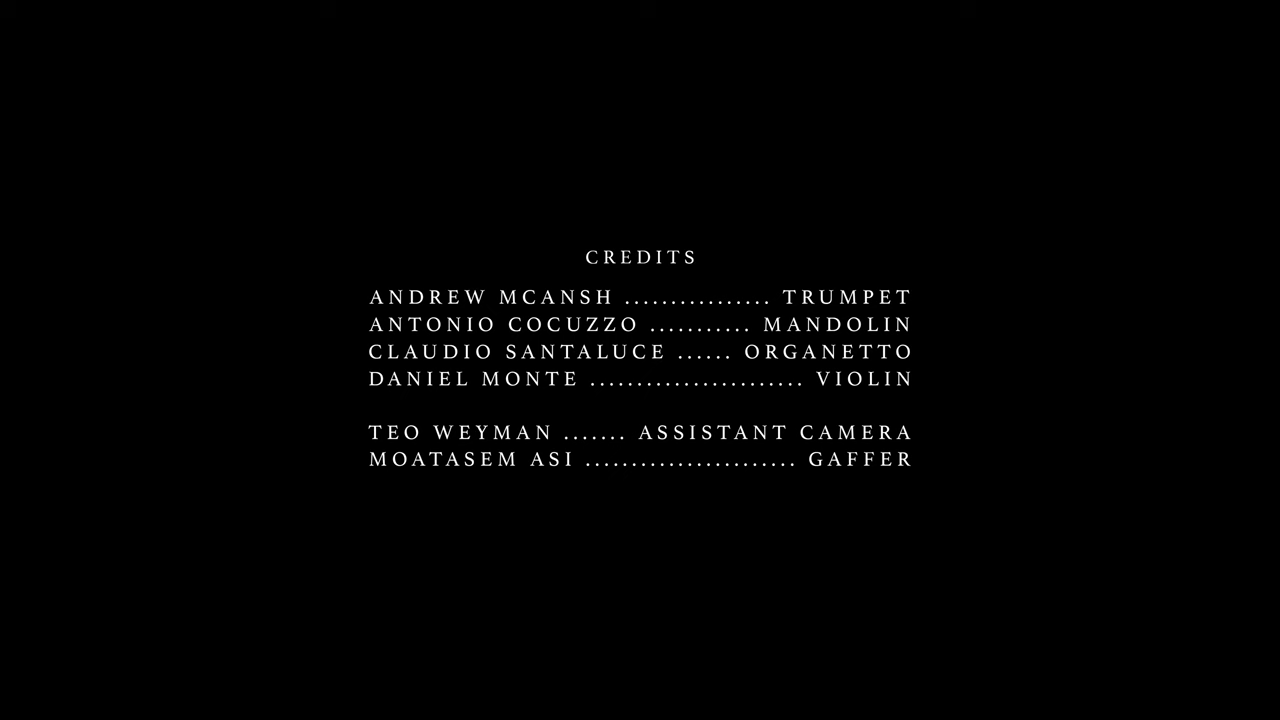 CREDITS
ANDREW MCANSH ................ TRUMPET
ANTONIO COCUZZO ........... MANDOLIN
CLAUDIO SANTALUCE ...... ORGANETTO
DANIEL MONTE ....................... VIOLIN
TEO WEYMAN ....... ASSISTANT CAMERA
MOATASEM ASI ....................... GAFFER